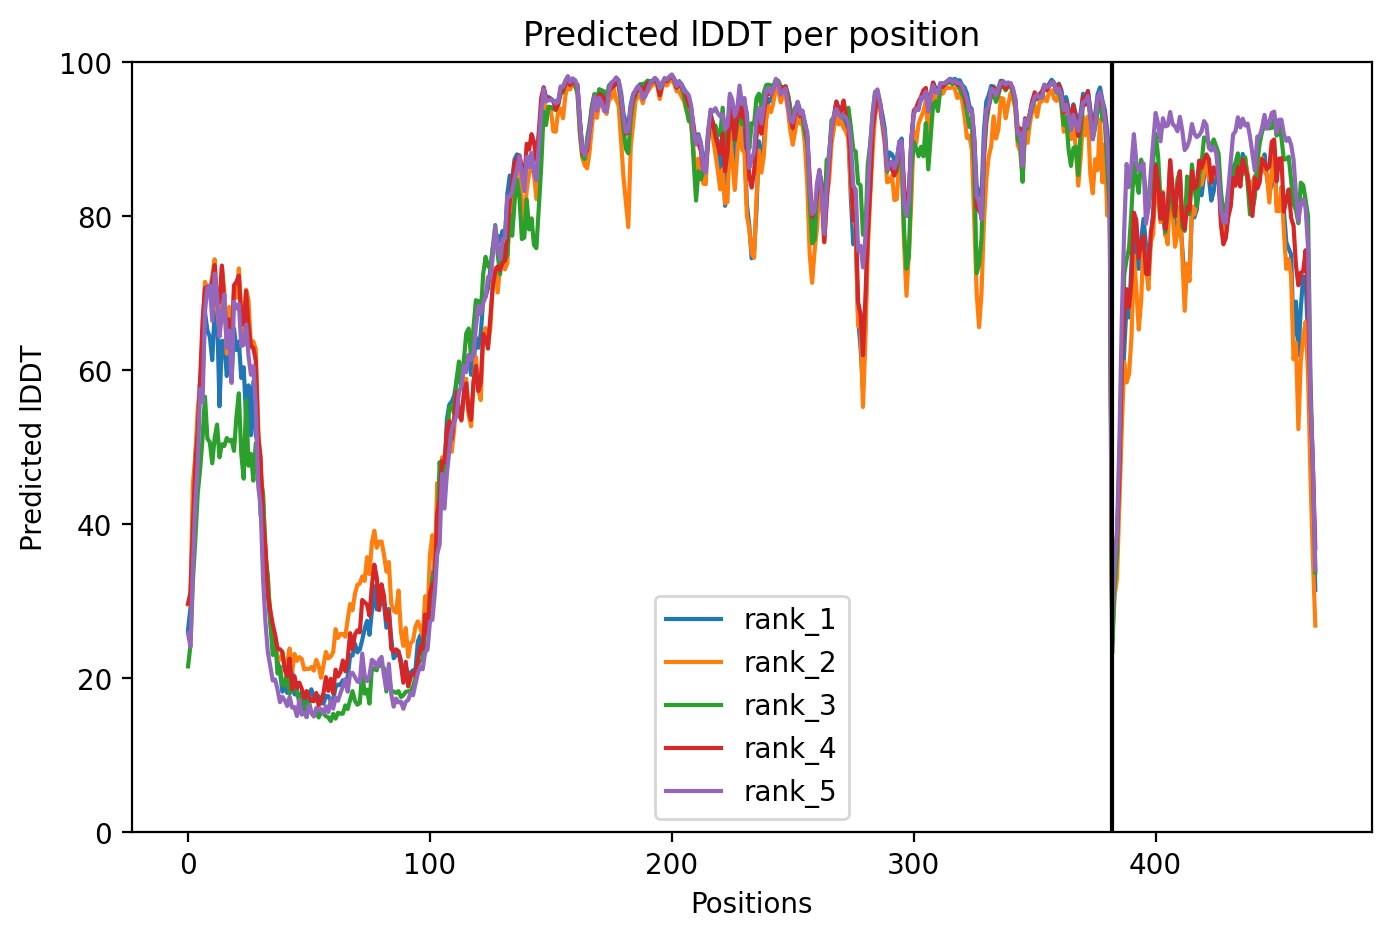 Predicted lDDT per position
100
80
60
40
20
0
Predicted lDDT
rank_1
rank_2
rank_3
rank_4
rank_5
0 100 200 300 400
Positions